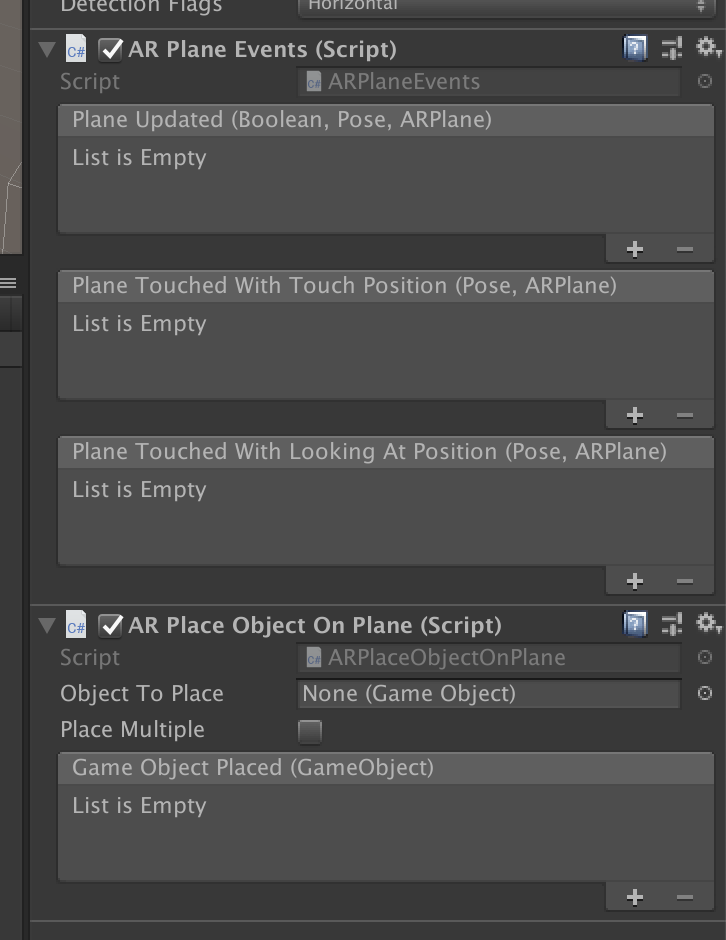 Detection Flags Horizontal
C# AR Plane Events (Script) ?
Script C# ARPlaneEvents
Plane Updated (Boolean, Pose, ARPlane)
List is Empty
+ −
Plane Touched With Touch Position (Pose, ARPlane)
List is Empty
+ −
Plane Touched With Looking At Position (Pose, ARPlane)
List is Empty
+ −
C# AR Place Object On Plane (Script) ?
Script C# ARPlaceObjectOnPlane
Object To Place None (Game Object)
Place Multiple
Game Object Placed (GameObject)
List is Empty
+ −